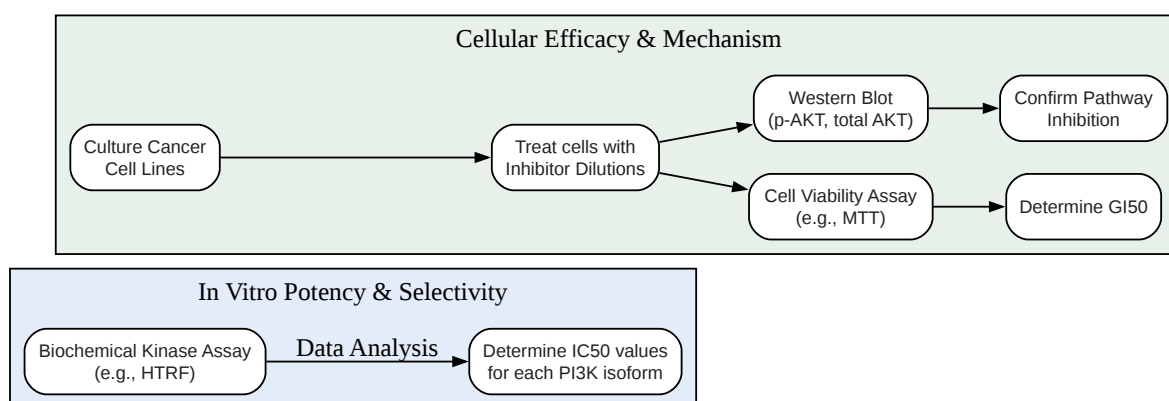 Cellular Efficacy & Mechanism
Culture Cancer
Cell Lines
Treat cells with
Inhibitor Dilutions
Western Blot
(p-AKT, total AKT)
Confirm Pathway
Inhibition
Cell Viability Assay
(e.g., MTT)
Determine GI50
In Vitro Potency & Selectivity
Biochemical Kinase Assay
(e.g., HTRF)
Data Analysis
Determine IC50 values
for each PI3K isoform